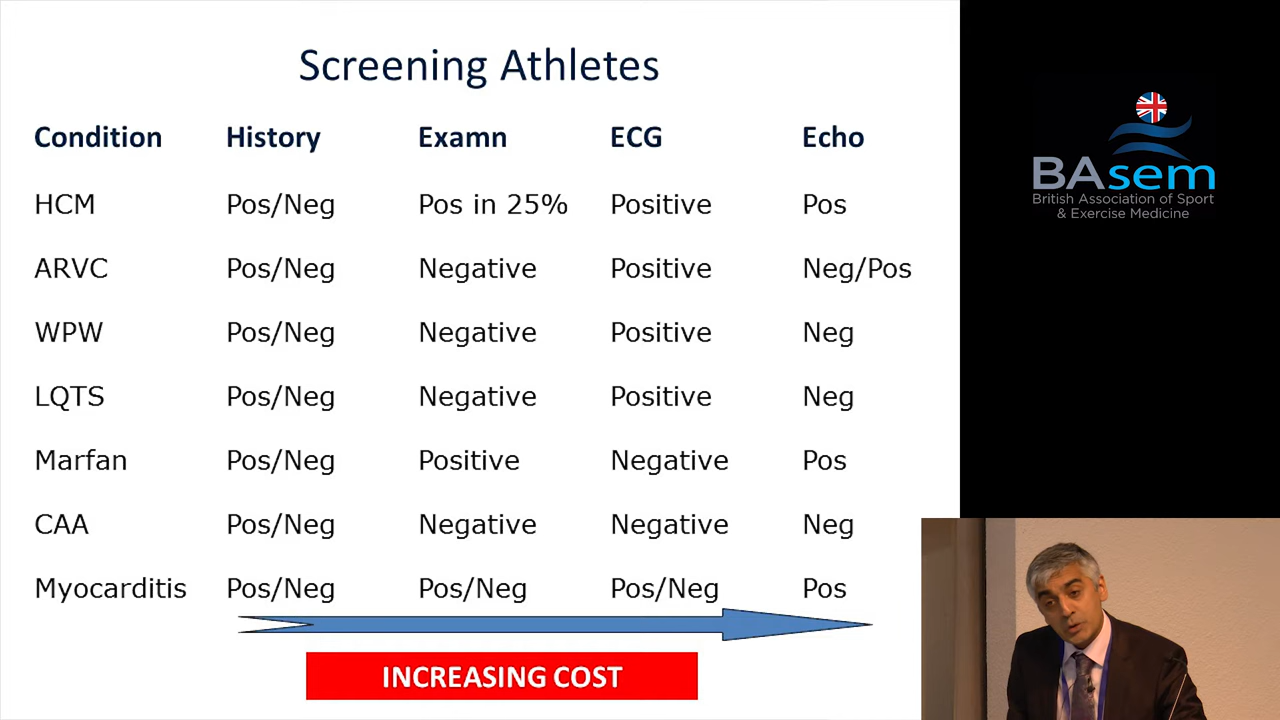 Screening Athletes
Condition History Examn ECG Echo
HCM Pos/Neg Pos in 25% Positive Pos
ARVC Pos/Neg Negative Positive Neg/Pos
WPW Pos/Neg Negative Positive Neg
LQTS Pos/Neg Negative Positive Neg
Marfan Pos/Neg Positive Negative Pos
CAA Pos/Neg Negative Negative Neg
Myocarditis Pos/Neg Pos/Neg Pos/Neg Pos
INCREASING COST
BAsem
British Association of Sport
& Exercise Medicine